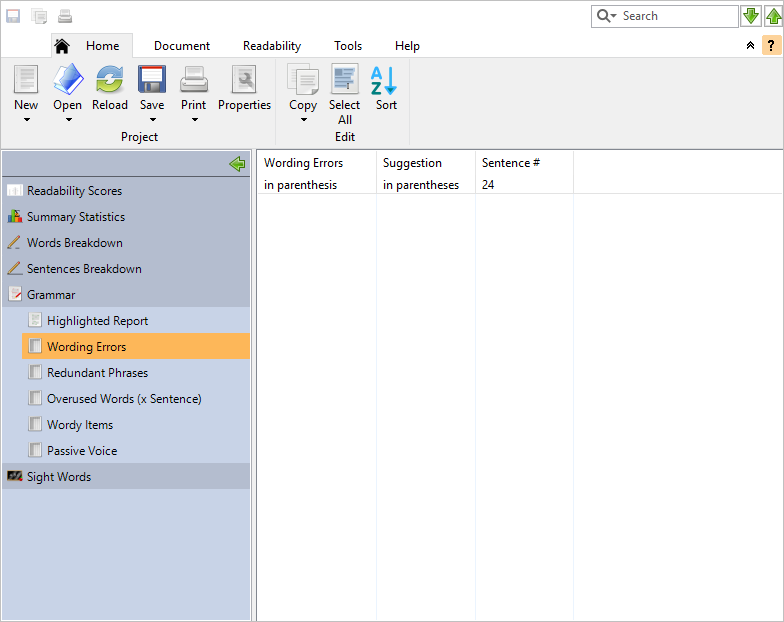 Search
Home Document Readability Tools Help
?
New Open Reload Save Print Properties Copy Select All Sort
Project Edit
Readability Scores
Summary Statistics
Words Breakdown
Sentences Breakdown
Grammar
Highlighted Report
Wording Errors
Redundant Phrases
Overused Words (x Sentence)
Wordy Items
Passive Voice
Sight Words
Wording Errors Suggestion Sentence #
in parenthesis in parentheses 24